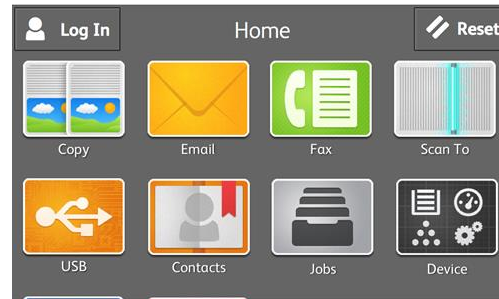 Log In
Home
Reset
Copy
Email
Fax
Scan To
USB
Contacts
Jobs
Device